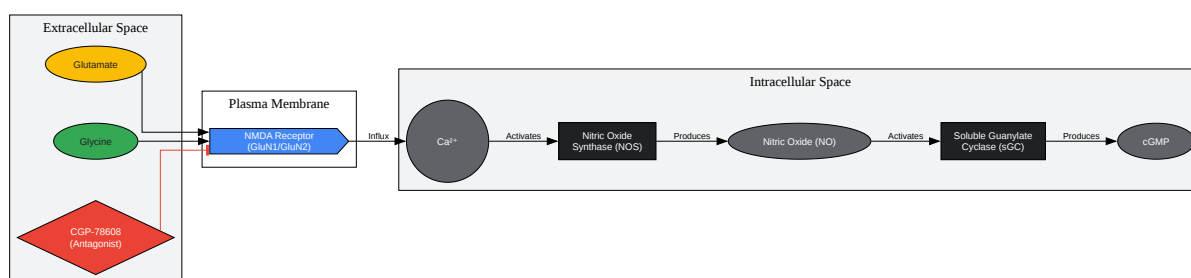 Extracellular Space
Glutamate
Glycine
CGP-78608
(Antagonist)
Plasma Membrane
NMDA Receptor
(GluN1/GluN2)
Influx
Intracellular Space
Ca²⁺
Activates
Nitric Oxide
Synthase (NOS)
Produces
Nitric Oxide (NO)
Activates
Soluble Guanylate
Cyclase (sGC)
Produces
cGMP